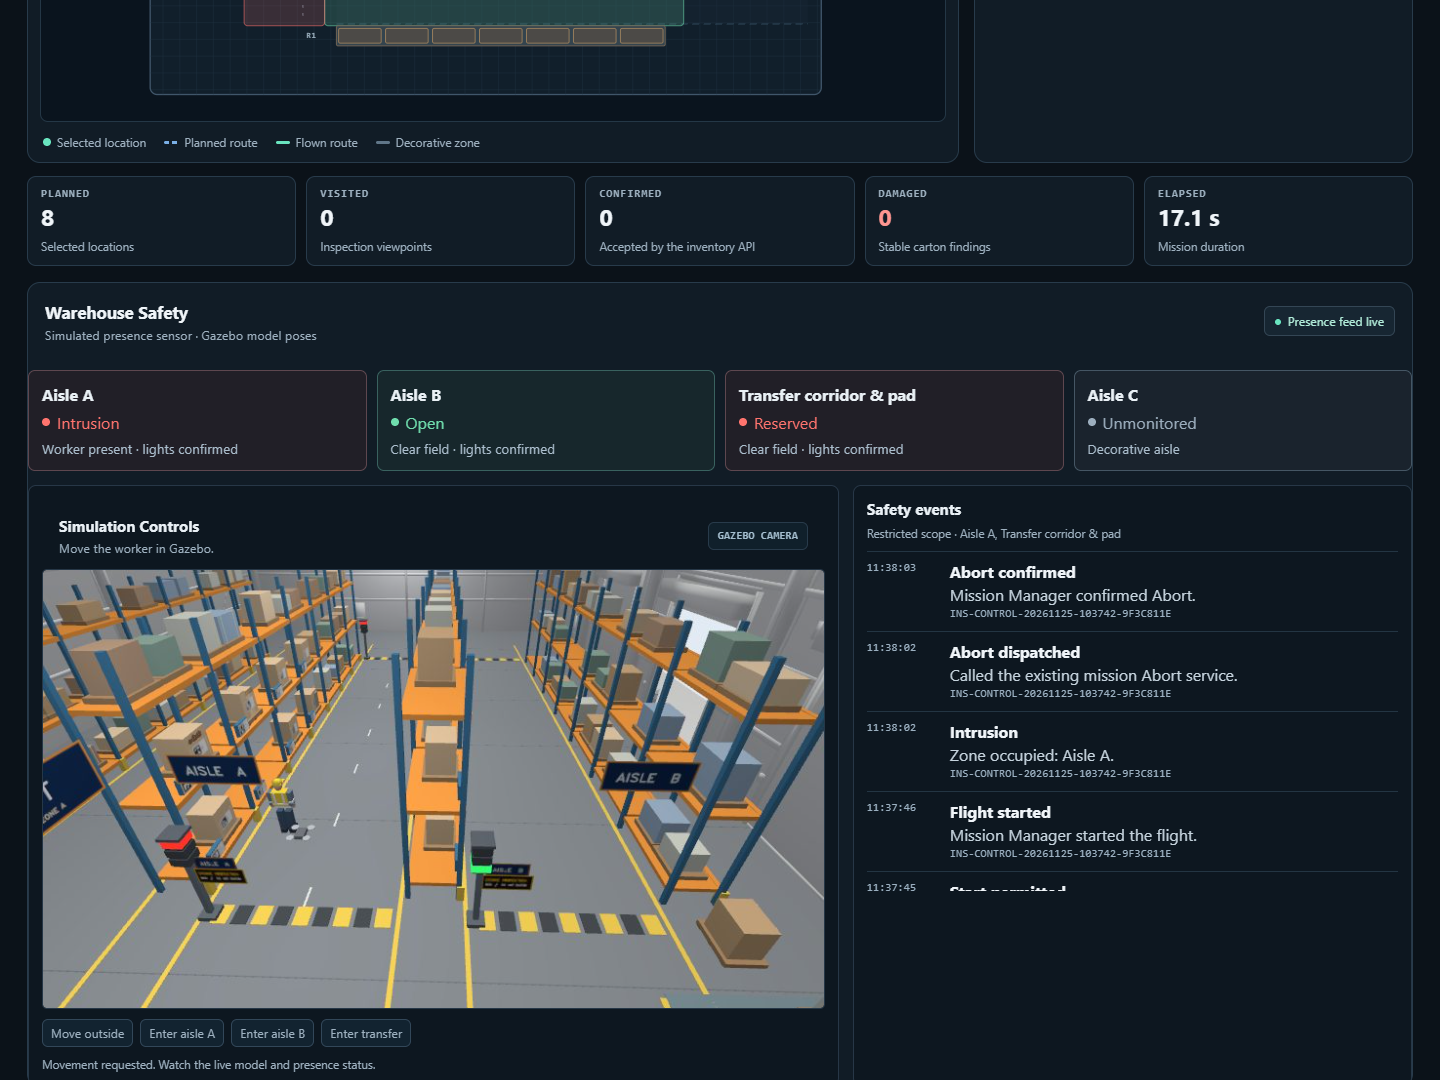 R1
Selected location
Planned route
Flown route
Decorative zone
PLANNED
8
Selected locations
VISITED
0
Inspection viewpoints
CONFIRMED
0
Accepted by the inventory API
DAMAGED
0
Stable carton findings
ELAPSED
17.1 s
Mission duration
Warehouse Safety
Simulated presence sensor · Gazebo model poses
Presence feed live
Aisle A
Intrusion
Worker present · lights confirmed
Aisle B
Open
Clear field · lights confirmed
Transfer corridor & pad
Reserved
Clear field · lights confirmed
Aisle C
Unmonitored
Decorative aisle
Simulation Controls
Move the worker in Gazebo.
GAZEBO CAMERA
AISLE A
AISLE B
AISLE A
AISLE B
Move outside
Enter aisle A
Enter aisle B
Enter transfer
Movement requested. Watch the live model and presence status.
Safety events
Restricted scope · Aisle A, Transfer corridor & pad
11:38:03
Abort confirmed
Mission Manager confirmed Abort.
INS-CONTROL-20261125-103742-9F3C811E
11:38:02
Abort dispatched
Called the existing mission Abort service.
INS-CONTROL-20261125-103742-9F3C811E
11:38:02
Intrusion
Zone occupied: Aisle A.
INS-CONTROL-20261125-103742-9F3C811E
11:37:46
Flight started
Mission Manager started the flight.
INS-CONTROL-20261125-103742-9F3C811E
11:37:45
Start permitted